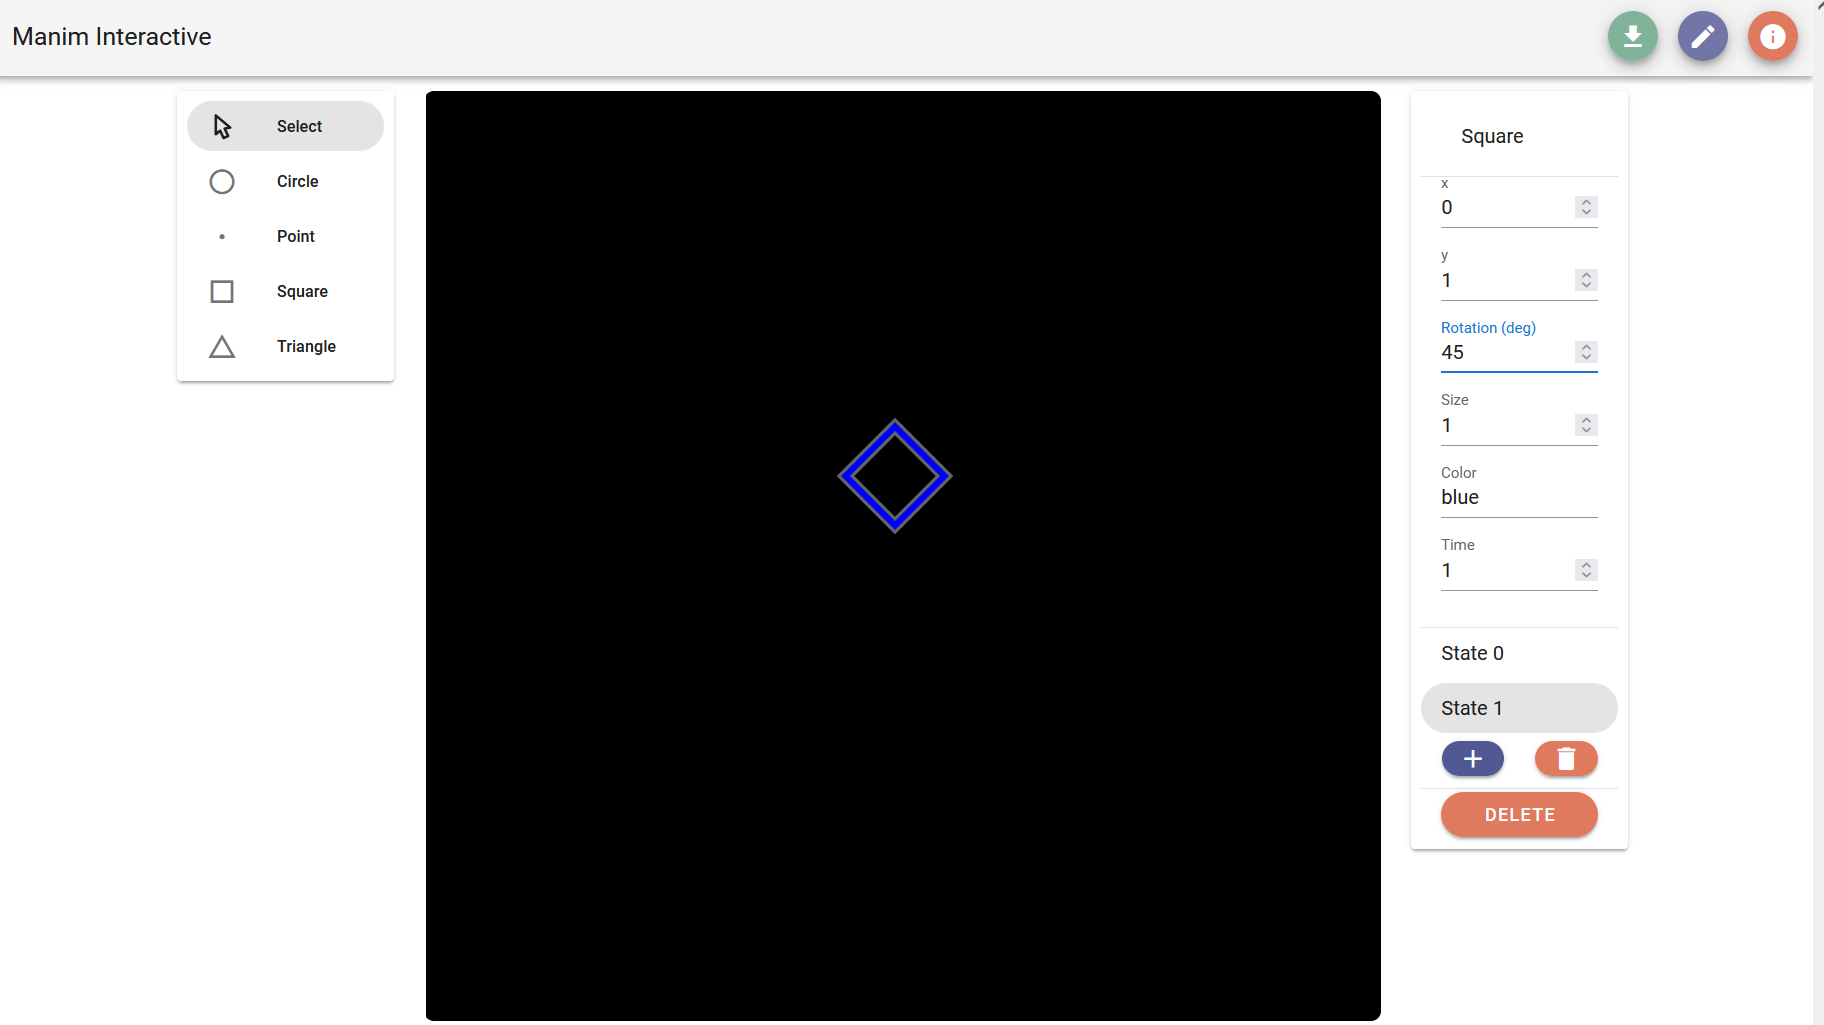 Manim Interactive
Select
Circle
Point
Square
Triangle
Square
x
0
y
1
Rotation (deg)
45
Size
1
Color
blue
Time
1
State 0
State 1
DELETE